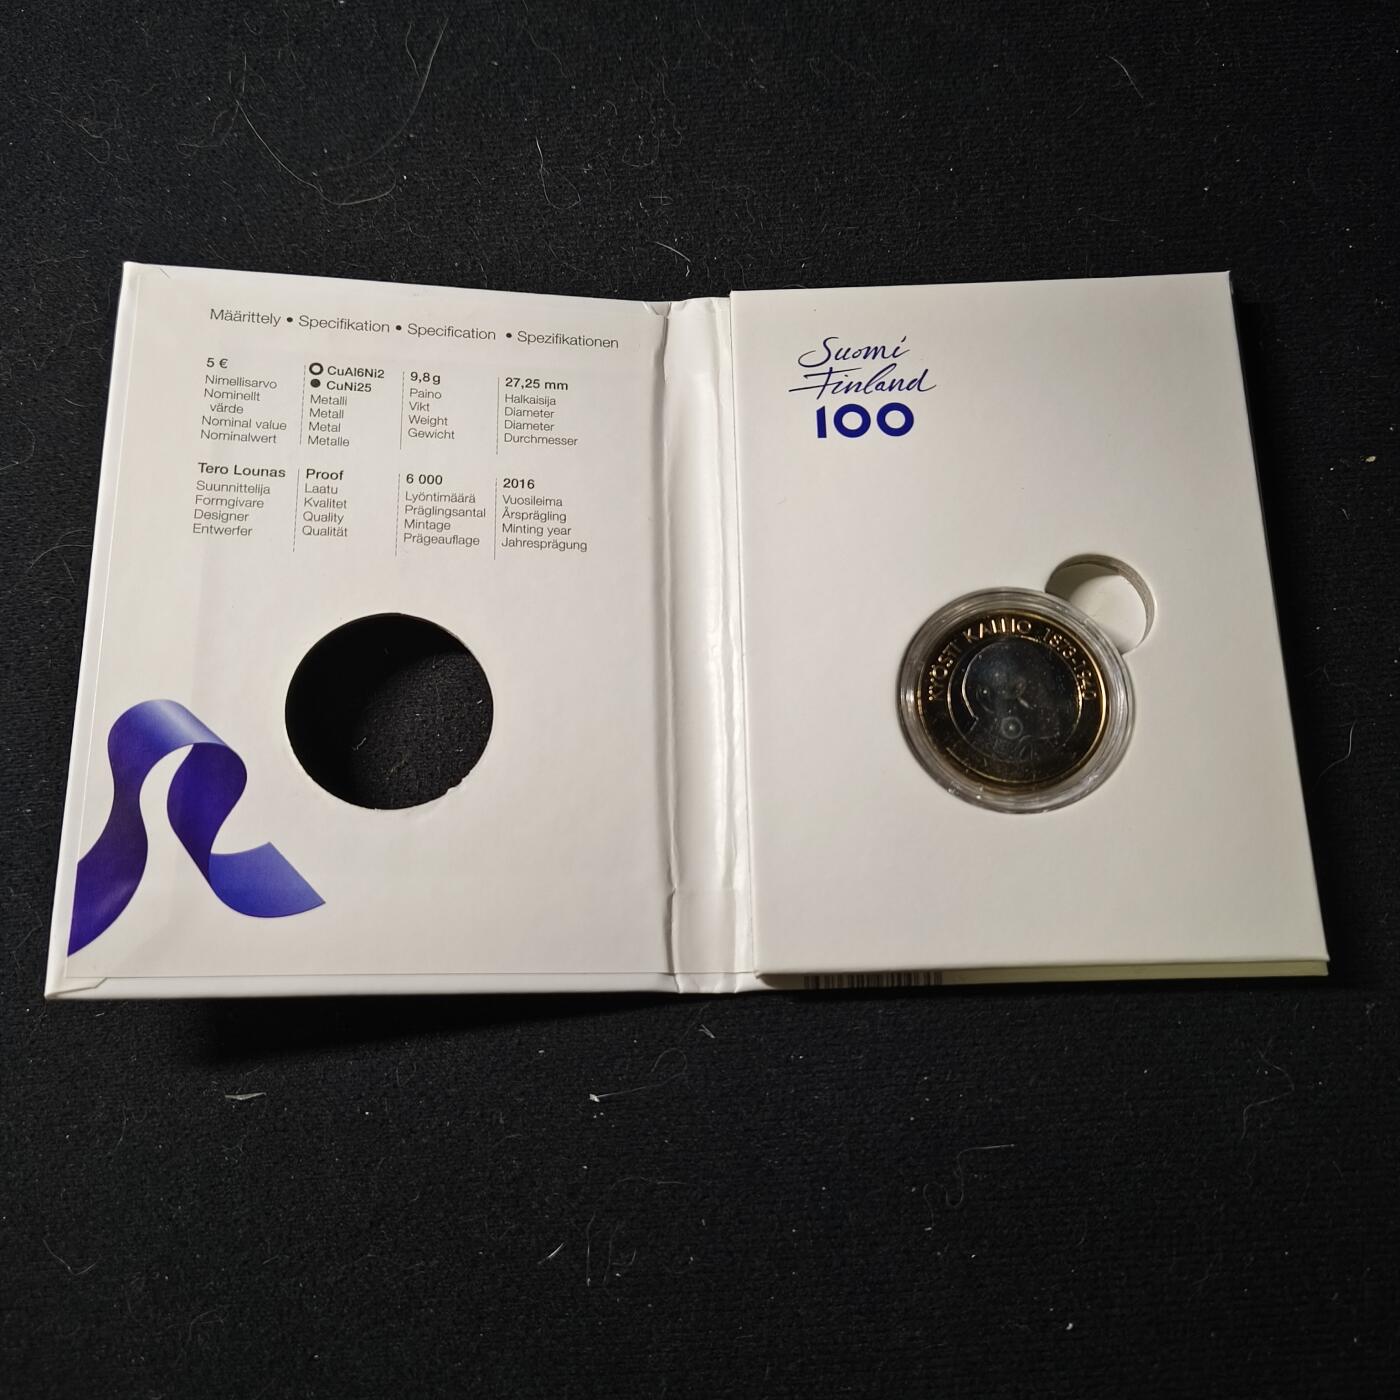 Määrittely • Specifikation • Specification • Spezifikationen
5 €
Nimellisarvo
Nominellt
värde
Nominal value
Nominalwert
CuAl6Ni2
CuNi25
Metalli
Metall
Metal
Metalle
9,8 g
Paino
Vikt
Weight
Gewicht
27,25 mm
Halkaisija
Diameter
Diameter
Durchmesser
Tero Lounas
Suunnittelija
Formgivare
Designer
Entwerfer
Proof
Laatu
Kvalitet
Quality
Qualität
6 000
Lyöntimäärä
Präglingsantal
Mintage
Prägeauflage
2016
Vuosileima
Årsprägling
Minting year
Jahresprägung
Suomi
Finland
100
KYÖSTI KALLIO 1873-1940